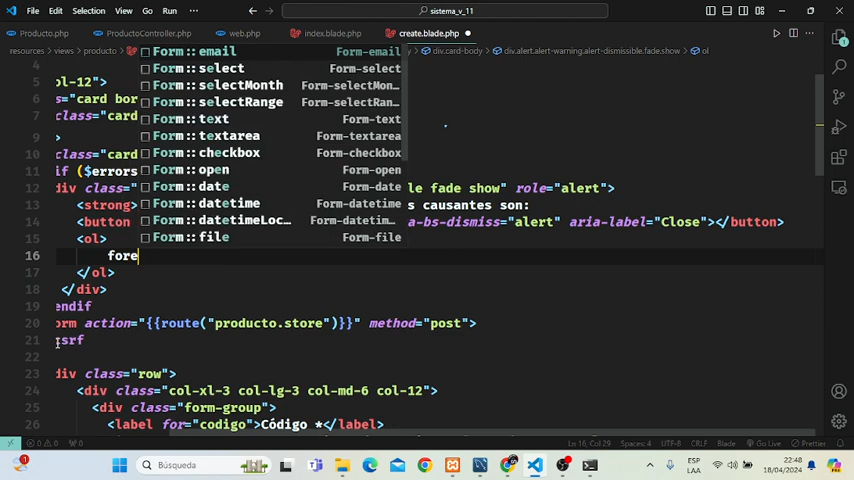 File Edit Selection View Go Run ··· sistema_v_11
Producto.php ProductoController.php web.php index.blade.php create.blade.php
resources > views > producto > div.card-body > div.alert.alert-warning.alert-dismissible.fade.show > ol
Form::email Form-email
Form::select Form-select
Form::selectMonth Form-selectMon…
Form::selectRange Form-selectRan…
Form::text Form-text
Form::textarea Form-textarea
Form::checkbox Form-checkbox
Form::open Form-open
Form::date Form-date
Form::datetime Form-datetime
Form::datetimeLoc… Form-datetim…
Form::file Form-file
4
5 ol-12">
6 s="card bor
7 class="card
9 >
10 class="card
11 if ($errors
12 div class=" le fade show" role="alert">
13 <strong> s causantes son:
14 <button s-dismiss="alert" aria-label="Close"></button>
15 <ol>
16 fore
17 </ol>
18 </div>
19 endif
20 orm action="{{route("producto.store")}}" method="post">
21 srf
22
23 div class="row">
24 <div class="col-xl-3 col-lg-3 col-md-6 col-12">
25 <div class="form-group">
26 <label for="codigo">Código *</label>
0 0 0 Ln 16, Col 29 Spaces: 4 UTF-8 CRLF Blade Go Live Prettier
Búsqueda ESP LAA 22:48 18/04/2024